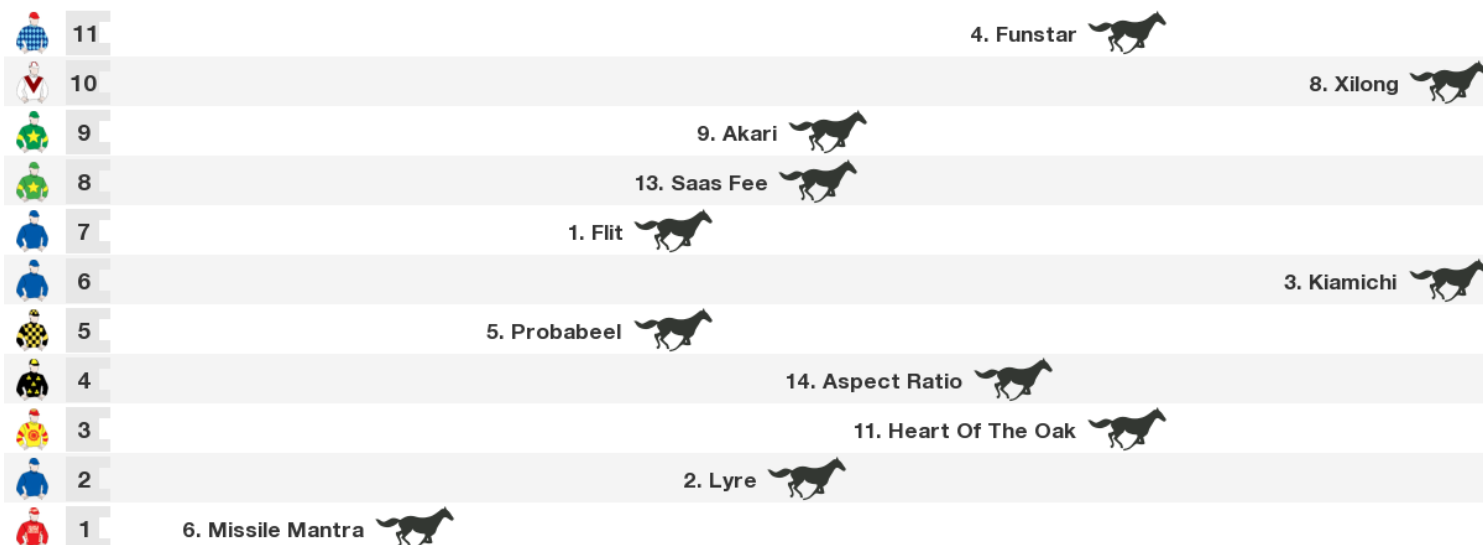 11 4. Funstar
10 8. Xilong
9 9. Akari
8 13. Saas Fee
7 1. Flit
6 3. Kiamichi
5 5. Probabeel
4 14. Aspect Ratio
3 11. Heart Of The Oak
2 2. Lyre
1 6. Missile Mantra